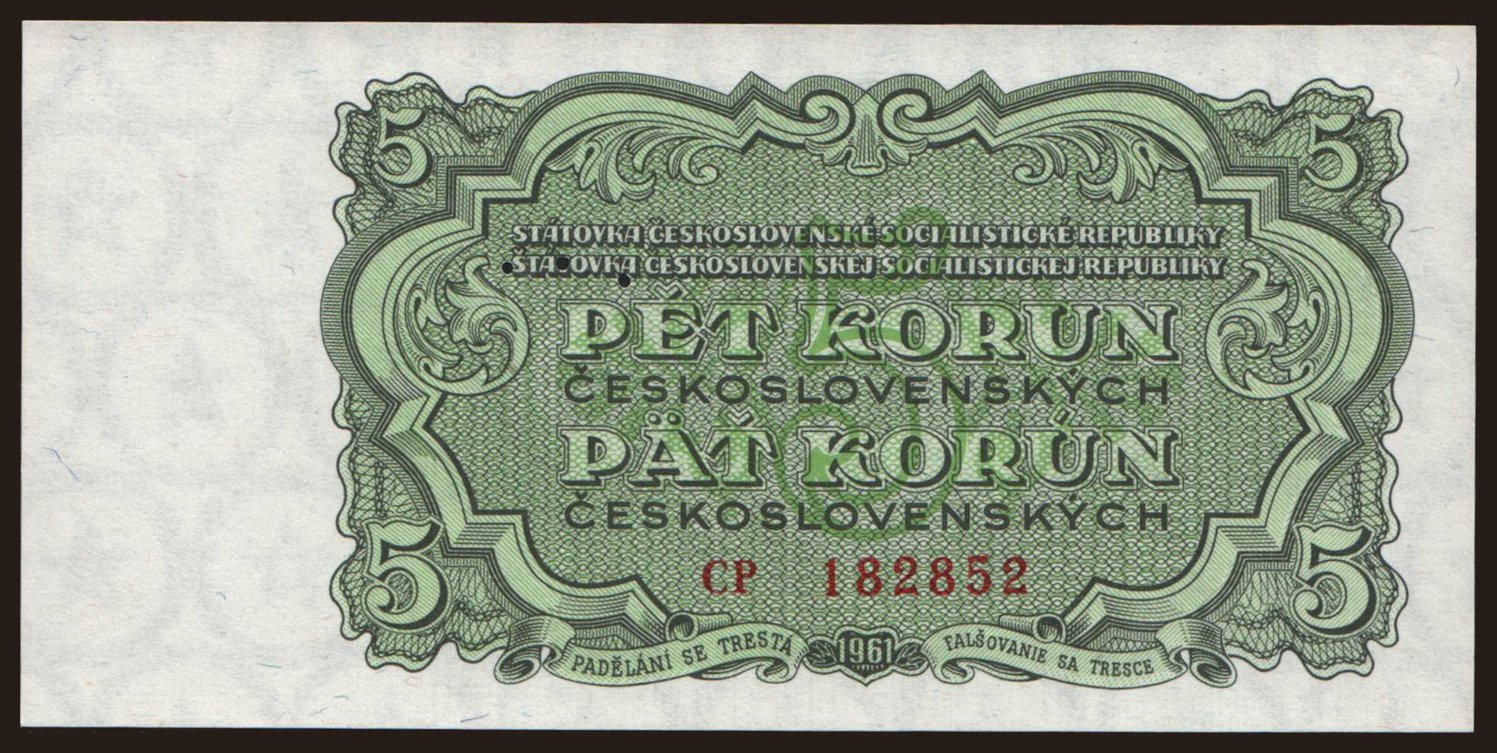 5 5
STÁTOVKA ČESKOSLOVENSKÉ SOCIALISTICKÉ REPUBLIKY
ŠTÁTOVKA ČESKOSLOVENSKEJ SOCIALISTICKEJ REPUBLIKY
PĚT KORUN
ČESKOSLOVENSKÝCH
PÄŤ KORÚN
ČESKOSLOVENSKÝCH
5 5
CP 182852
PADĚLÁNÍ SE TRESTÁ 1961 FALŠOVANIE SA TRESCE